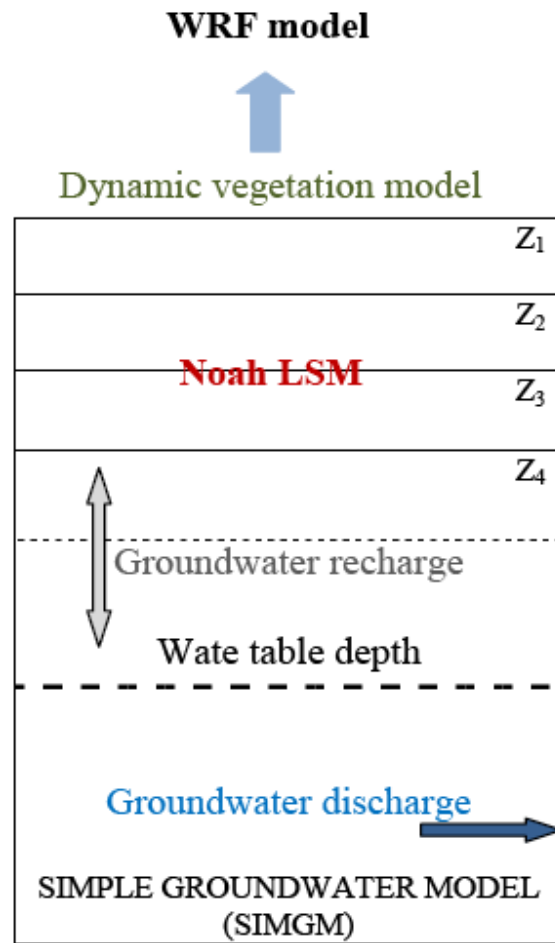 WRF model
Dynamic vegetation model
Z₁
Z₂
Noah LSM
Z₃
Z₄
Groundwater recharge
Wate table depth
Groundwater discharge
SIMPLE GROUNDWATER MODEL
(SIMGM)